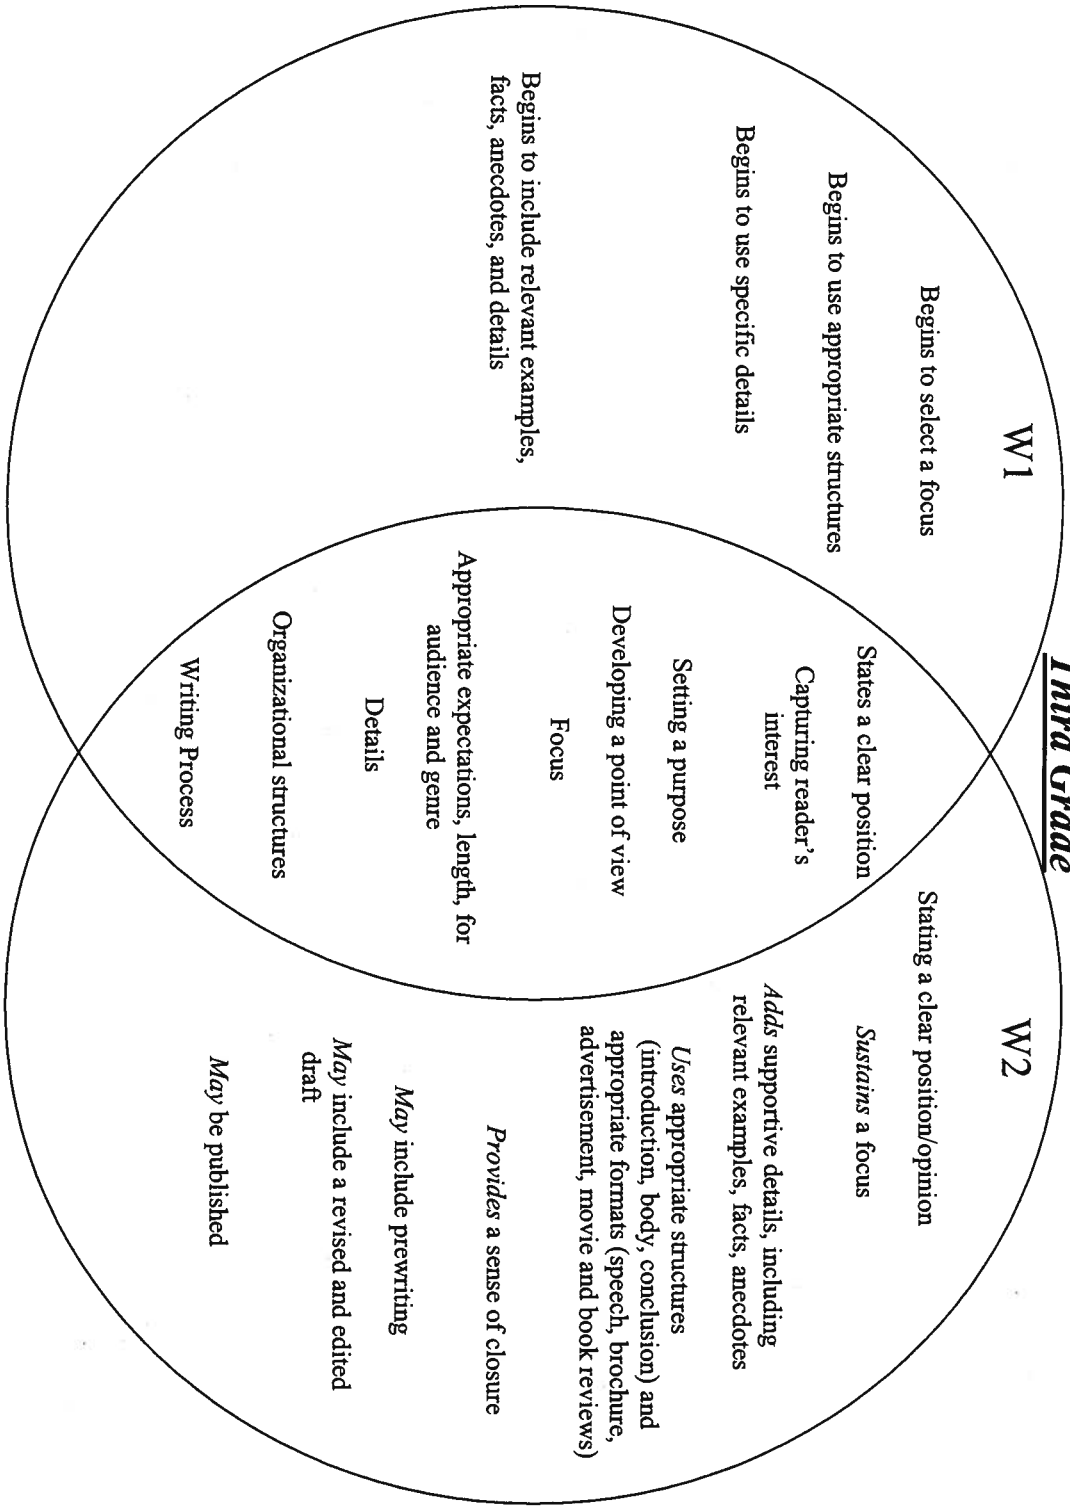 Third Grade
W1
Begins to select a focus
Begins to use appropriate structures
Begins to use specific details
Begins to include relevant examples,
facts, anecdotes, and details
States a clear position
Capturing reader's
interest
Setting a purpose
Developing a point of view
Focus
Appropriate expectations, length, for
audience and genre
Details
Organizational structures
Writing Process
W2
Stating a clear position/opinion
Sustains a focus
Adds supportive details, including
relevant examples, facts, anecdotes
Uses appropriate structures
(introduction, body, conclusion) and
appropriate formats (speech, brochure,
advertisement, movie and book reviews)
Provides a sense of closure
May include prewriting
May include a revised and edited
draft
May be published